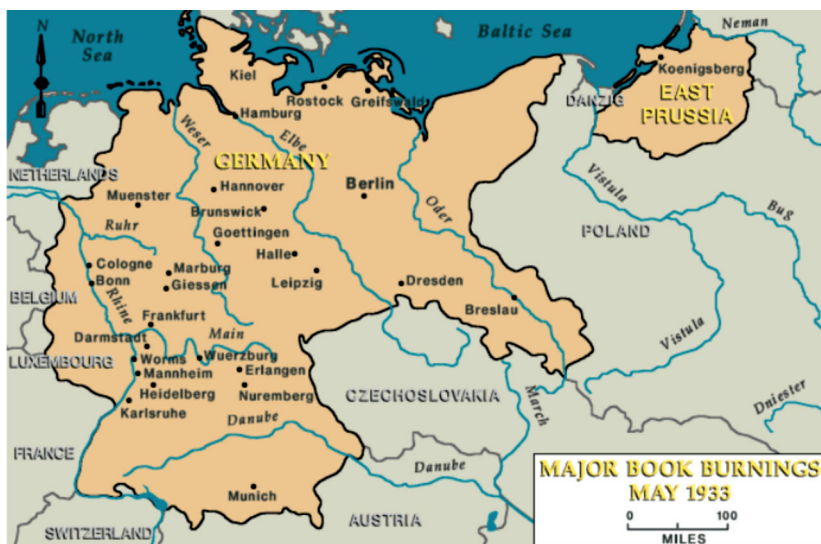 North
Sea
N
Baltic Sea
Neman
Kiel
Koenigsberg
Rostock
Greifswald
DANZIG
EAST
PRUSSIA
Hamburg
Weser
Elbe
GERMANY
NETHERLANDS
Hannover
Berlin
Vistula
Muenster
Brunswick
Oder
Bug
Ruhr
Goettingen
POLAND
Halle
Cologne
Marburg
Leipzig
Dresden
Bonn
Giessen
BELGIUM
Rhine
Breslau
Frankfurt
Main
Vistula
Darmstadt
LUXEMBOURG
Worms
Wuerzburg
Mannheim
Erlangen
CZECHOSLOVAKIA
Heidelberg
Nuremberg
Dniester
Karlsruhe
Danube
March
FRANCE
Danube
MAJOR BOOK BURNINGS
MAY 1933
Munich
0 100
MILES
SWITZERLAND
AUSTRIA